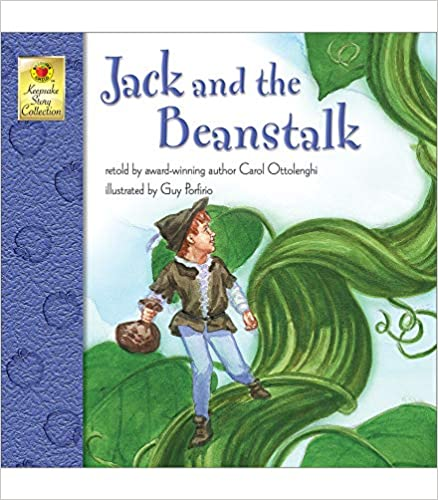 Keepsake
Story
Collection
Jack and the
Beanstalk
retold by award-winning author Carol Ottolenghi
illustrated by Guy Porfirio